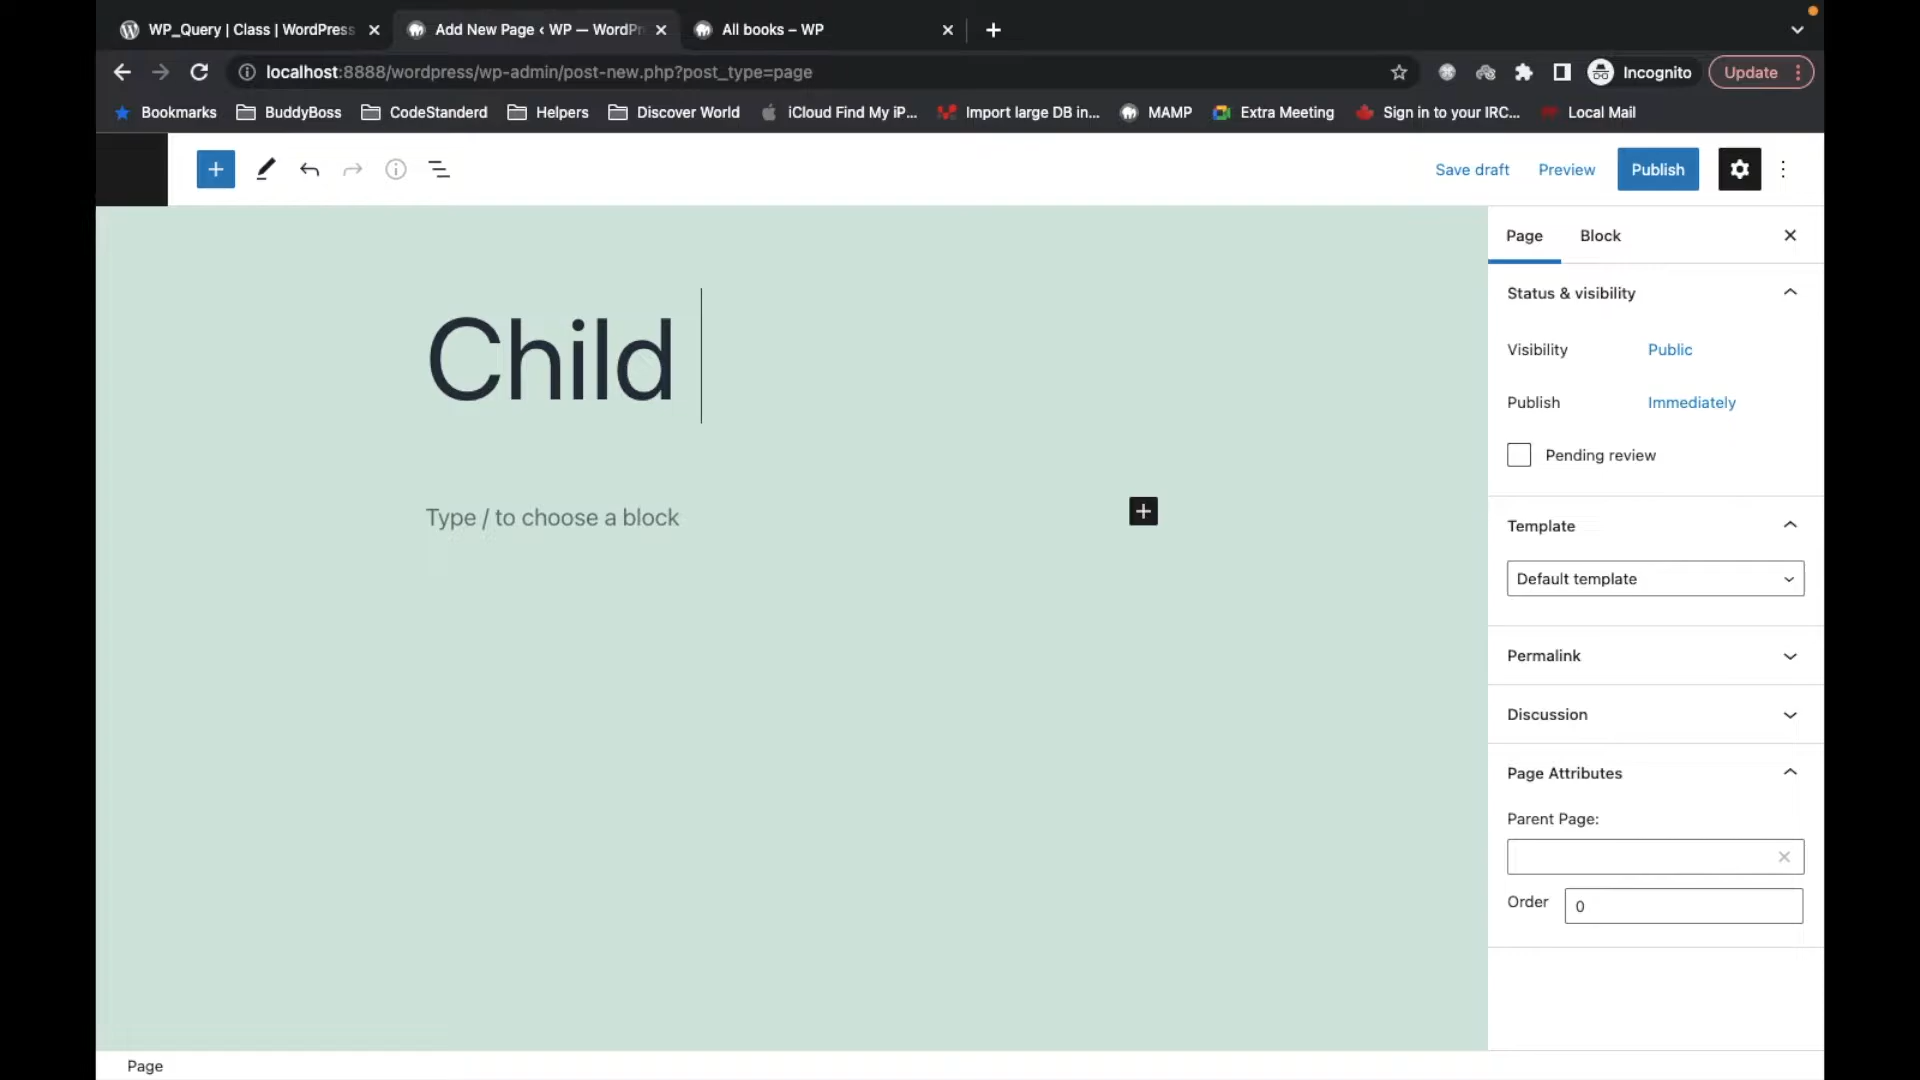 WP_Query | Class | WordPress
Add New Page ‹ WP — WordPr
All books – WP
localhost:8888/wordpress/wp-admin/post-new.php?post_type=page
Incognito
Update
Bookmarks
BuddyBoss
CodeStanderd
Helpers
Discover World
iCloud Find My iP...
Import large DB in...
MAMP
Extra Meeting
Sign in to your IRC...
Local Mail
Save draft
Preview
Publish
Page
Block
Status & visibility
Visibility
Public
Publish
Immediately
Pending review
Child
Type / to choose a block
Template
Default template
Permalink
Discussion
Page Attributes
Parent Page:
Order
0
Page